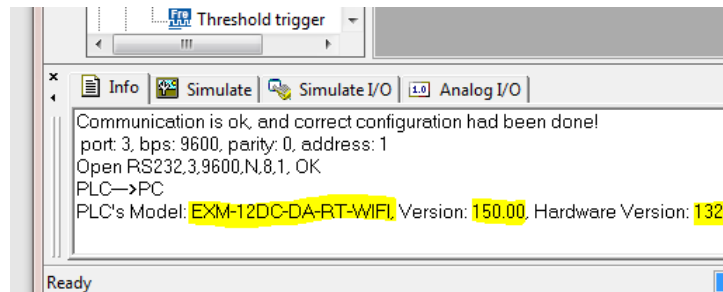 Threshold trigger
Info
Simulate
Simulate I/O
1.0
Analog I/O
Communication is ok, and correct configuration had been done!
port: 3, bps: 9600, parity: 0, address: 1
Open RS232,3,9600,N,8,1, OK
PLC-->PC
PLC's Model: EXM-12DC-DA-RT-WIFI, Version: 150.00, Hardware Version: 132
Ready